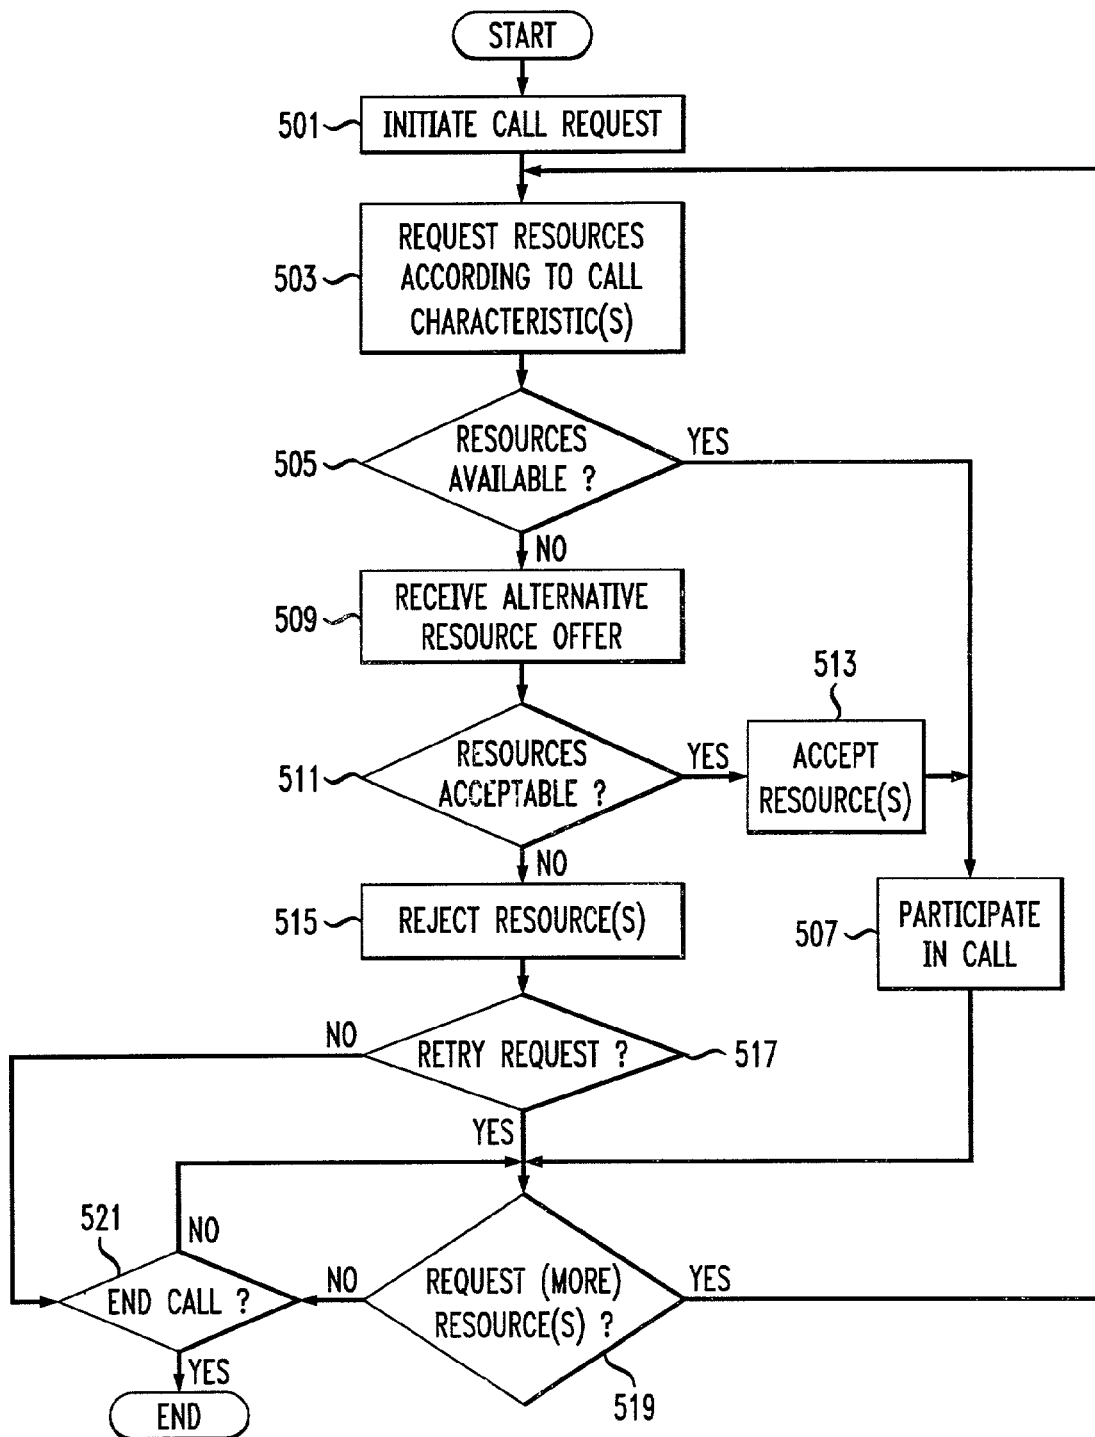 START
501
INITIATE CALL REQUEST
503
REQUEST RESOURCES
ACCORDING TO CALL
CHARACTERISTIC(S)
505
RESOURCES
AVAILABLE ?
YES
NO
509
RECEIVE ALTERNATIVE
RESOURCE OFFER
511
RESOURCES
ACCEPTABLE ?
YES
513
ACCEPT
RESOURCE(S)
NO
515
REJECT RESOURCE(S)
507
PARTICIPATE
IN CALL
NO
RETRY REQUEST ?
517
YES
521
NO
END CALL ?
NO
REQUEST (MORE)
RESOURCE(S) ?
YES
519
YES
END